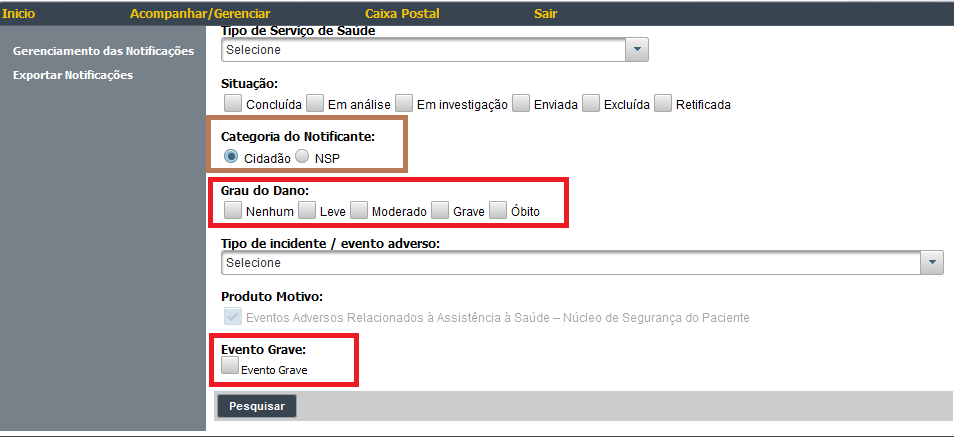 Inicio Acompanhar/Gerenciar Caixa Postal Sair
Gerenciamento das Notificações
Exportar Notificações
Tipo de Serviço de Saúde
Selecione
Situação:
Concluída Em análise Em investigação Enviada Excluída Retificada
Categoria do Notificante:
Cidadão NSP
Grau do Dano:
Nenhum Leve Moderado Grave Óbito
Tipo de incidente / evento adverso:
Selecione
Produto Motivo:
Eventos Adversos Relacionados à Assistência à Saúde – Núcleo de Segurança do Paciente
Evento Grave:
Evento Grave
Pesquisar